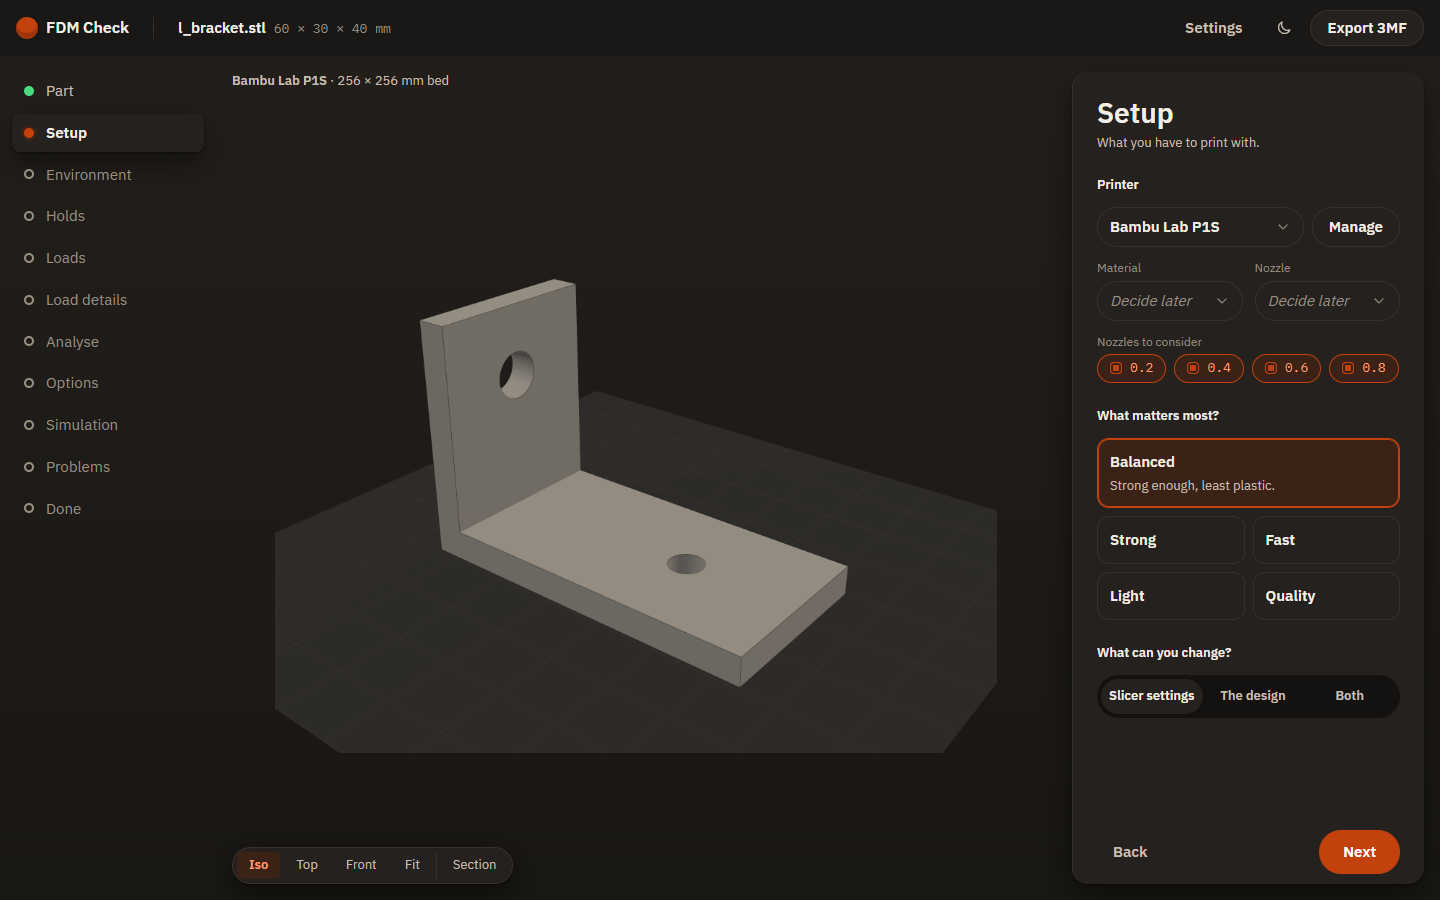 FDM Check
l_bracket.stl 60 × 30 × 40 mm
Settings
Export 3MF
Part
Setup
Environment
Holds
Loads
Load details
Analyse
Options
Simulation
Problems
Done
Bambu Lab P1S · 256 × 256 mm bed
Iso Top Front Fit Section
Setup
What you have to print with.
Printer
Bambu Lab P1S
Manage
Material Nozzle
Decide later Decide later
Nozzles to consider
0.2 0.4 0.6 0.8
What matters most?
Balanced
Strong enough, least plastic.
Strong Fast
Light Quality
What can you change?
Slicer settings The design Both
Back Next